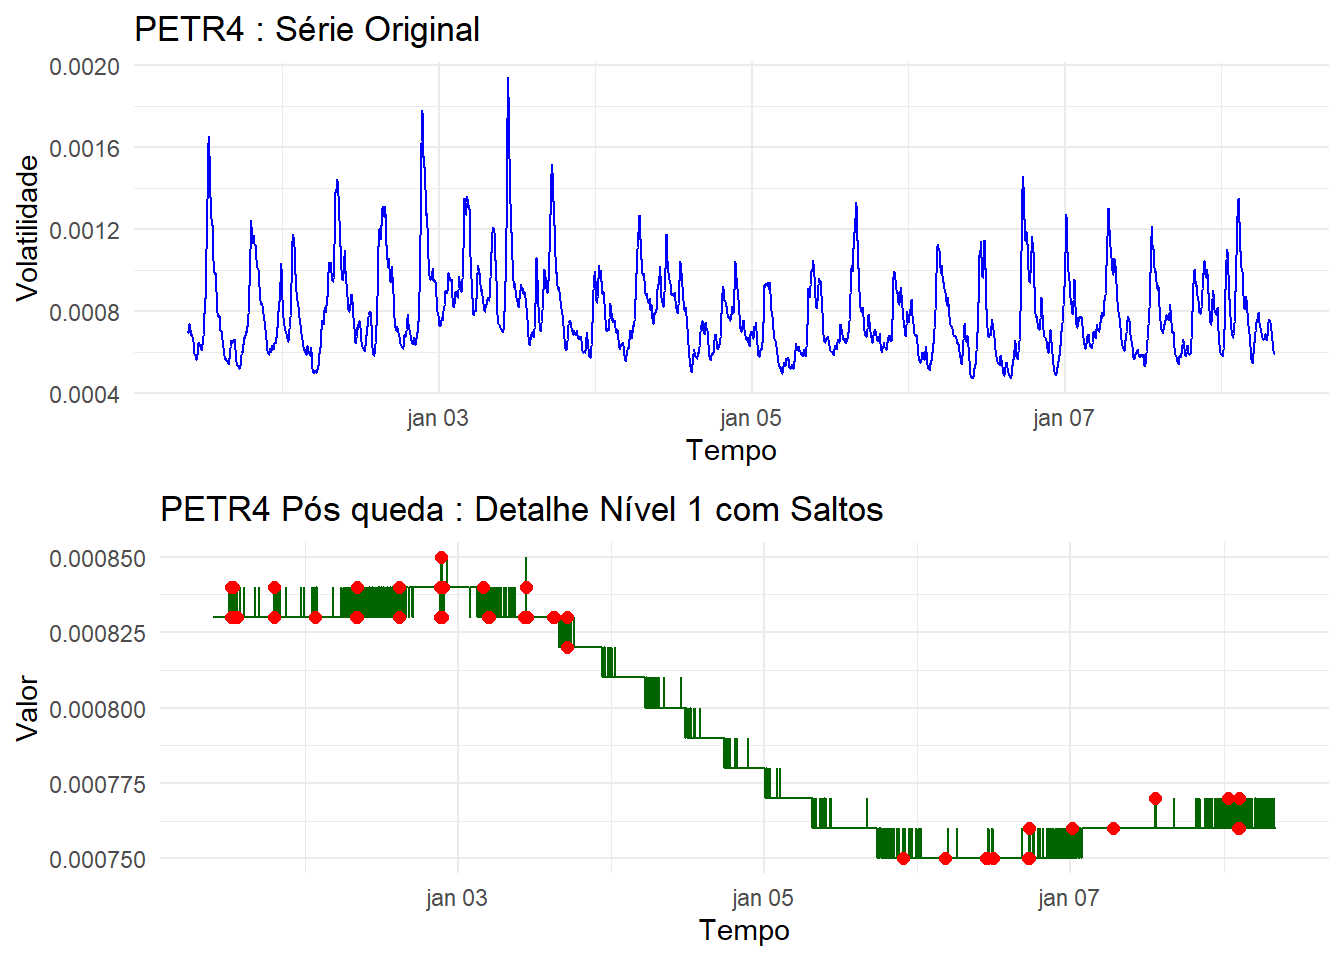 PETR4 : Série Original
0.0020
0.0016
0.0012
0.0008
0.0004
Volatilidade
jan 03
jan 05
jan 07
Tempo
PETR4 Pós queda : Detalhe Nível 1 com Saltos
0.000850
0.000825
0.000800
0.000775
0.000750
Valor
jan 03
jan 05
jan 07
Tempo